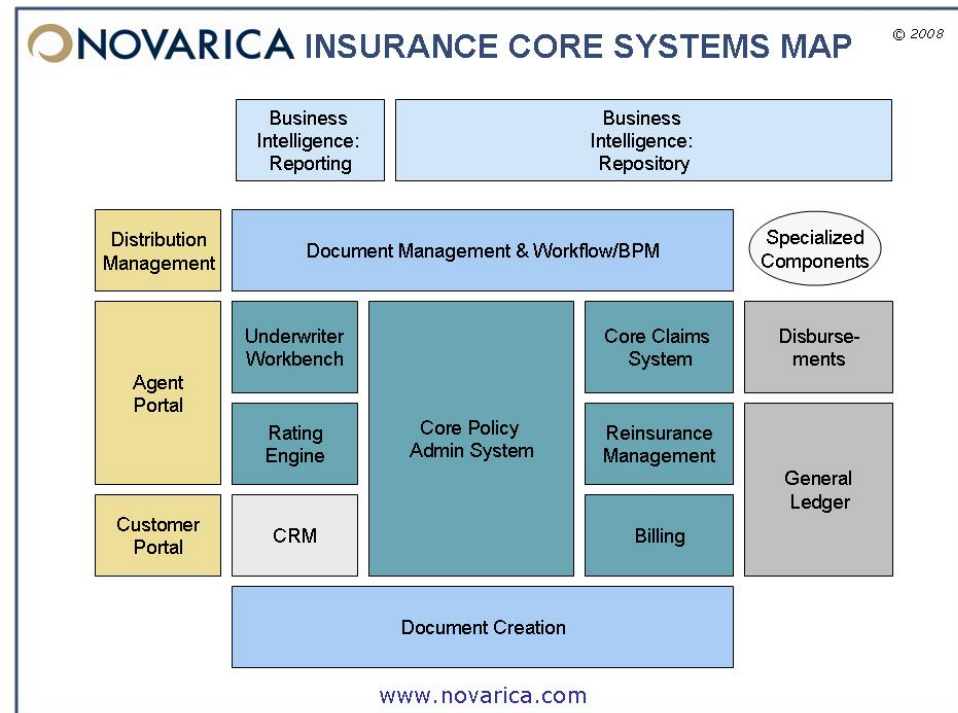 NOVARICA INSURANCE CORE SYSTEMS MAP
© 2008
Business
Intelligence:
Reporting
Business
Intelligence:
Repository
Distribution
Management
Document Management & Workflow/BPM
Specialized
Components
Agent
Portal
Underwriter
Workbench
Core Policy
Admin System
Core Claims
System
Disburse-
ments
Rating
Engine
Reinsurance
Management
General
Ledger
Customer
Portal
CRM
Billing
Document Creation
www.novarica.com